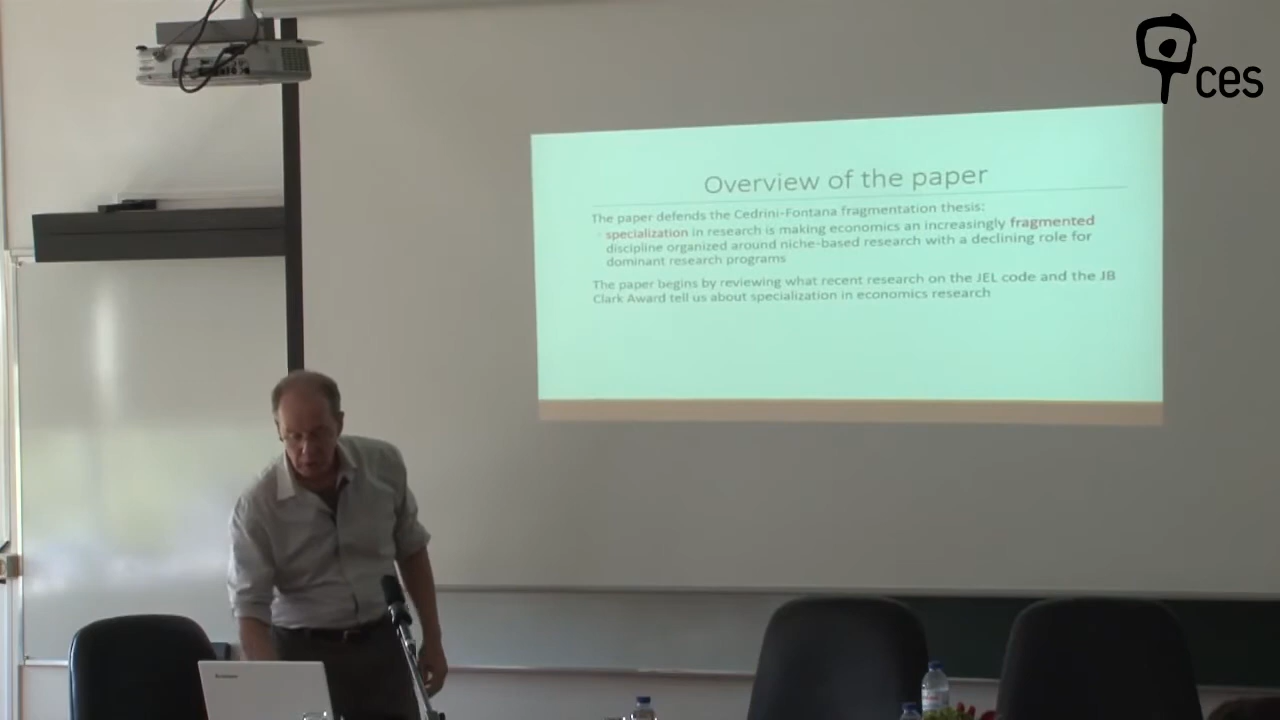 ces
Overview of the paper
The paper defends the Cedrini-Fontana fragmentation thesis:
specialization in research is making economics an increasingly fragmented
discipline organized around niche-based research with a declining role for
dominant research programs
The paper begins by reviewing what recent research on the JEL code and the JB
Clark Award tell us about specialization in economics research